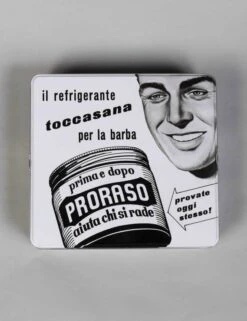 il refrigerante
toccasana
per la barba
prima e dopo
PRORASO
aiuta chi si rade
provate
oggi
stesso!